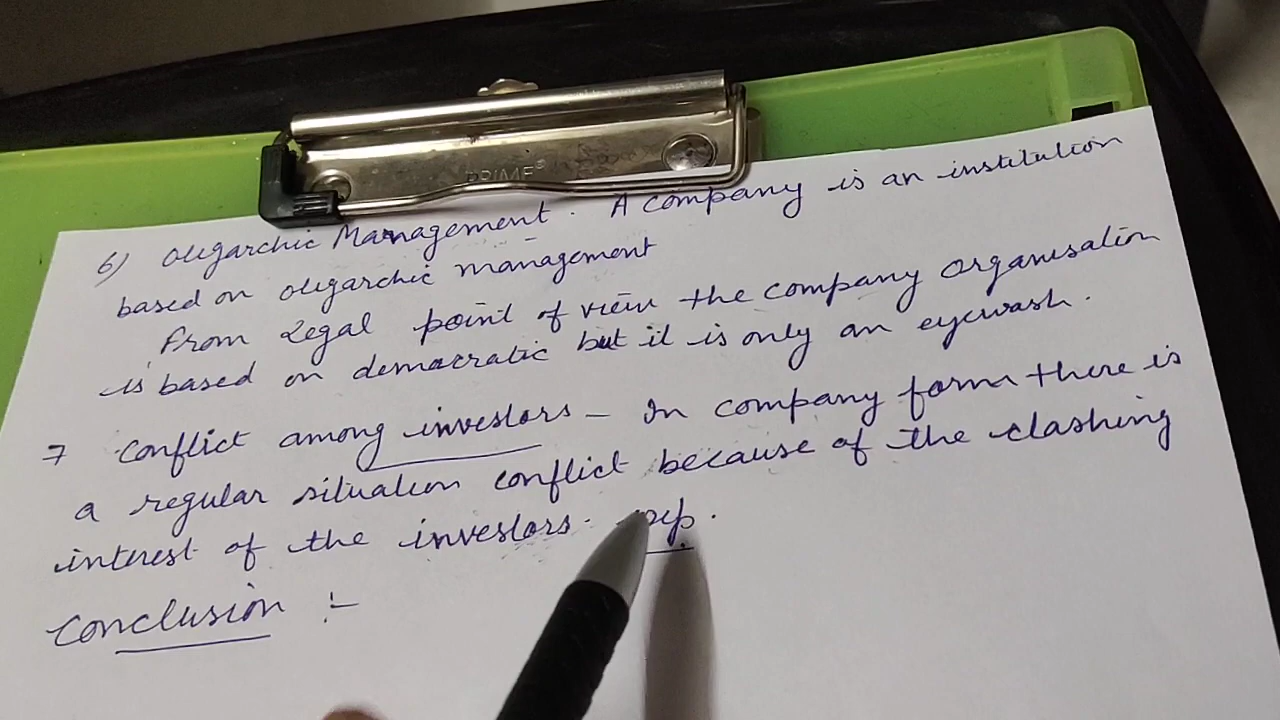 PRIME
6) Oligarchic Management. A company is an institution
based on oligarchic management
From Legal point of view the company organisation
is based on democratic but it is only an eyewash.
7 Conflict among investors - In company form there is
a regular situation conflict because of the clashing
interest of the investors.
Conclusion :-